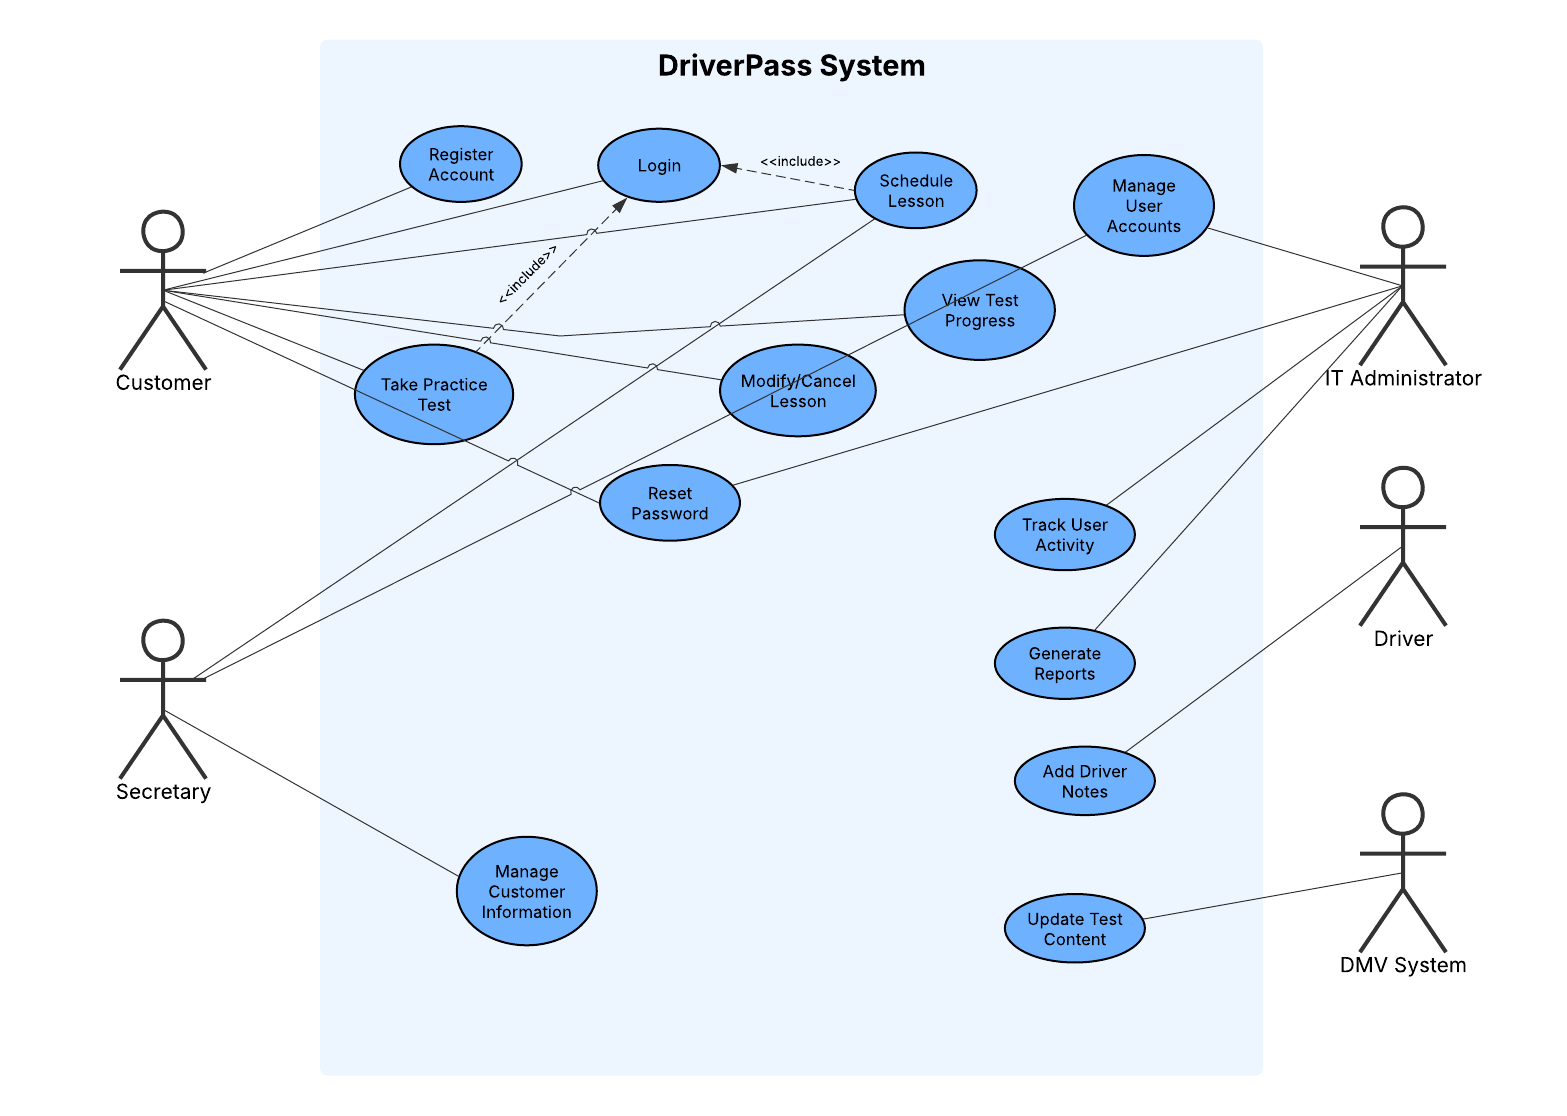 DriverPass System
Register
Account
Login
<<include>>
Schedule
Lesson
Manage
User
Accounts
<<include>>
View Test
Progress
Customer
IT Administrator
Take Practice
Test
Modify/Cancel
Lesson
Reset
Password
Track User
Activity
Driver
Generate
Reports
Secretary
Add Driver
Notes
Manage
Customer
Information
Update Test
Content
DMV System